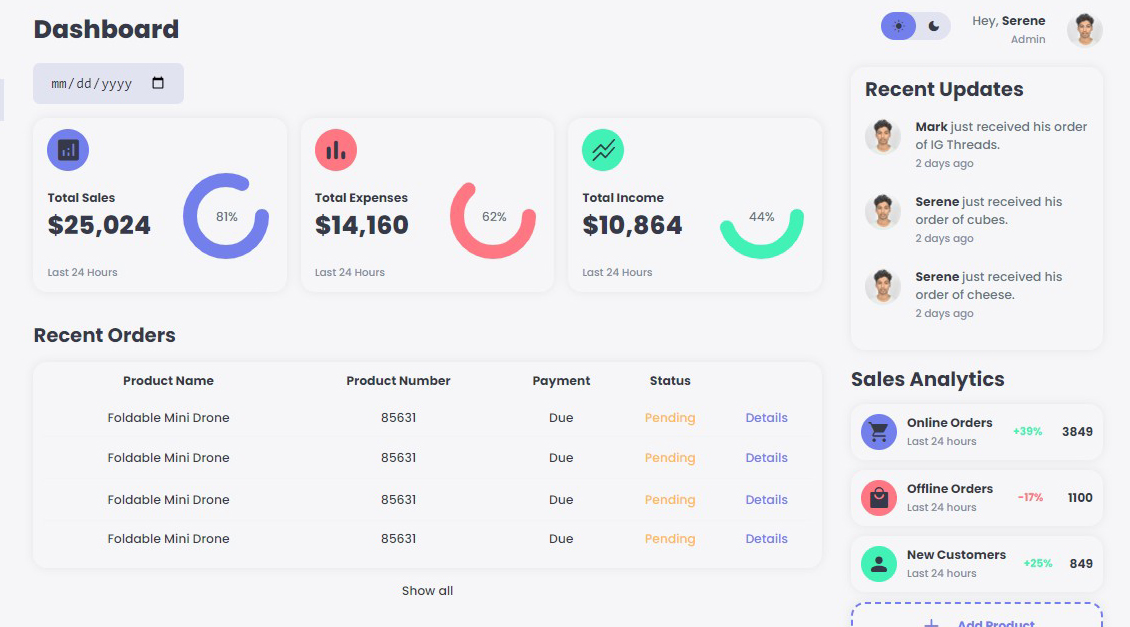 Dashboard
Hey, Serene
Admin
mm/dd/yyyy
Total Sales
$25,024
81%
Last 24 Hours
Total Expenses
$14,160
62%
Last 24 Hours
Total Income
$10,864
44%
Last 24 Hours
Recent Orders
Product Name Product Number Payment Status
Foldable Mini Drone 85631 Due Pending Details
Foldable Mini Drone 85631 Due Pending Details
Foldable Mini Drone 85631 Due Pending Details
Foldable Mini Drone 85631 Due Pending Details
Show all
Recent Updates
Mark just received his order
of IG Threads.
2 days ago
Serene just received his
order of cubes.
2 days ago
Serene just received his
order of cheese.
2 days ago
Sales Analytics
Online Orders +39% 3849
Last 24 hours
Offline Orders -17% 1100
Last 24 hours
New Customers +25% 849
Last 24 hours
Add Product